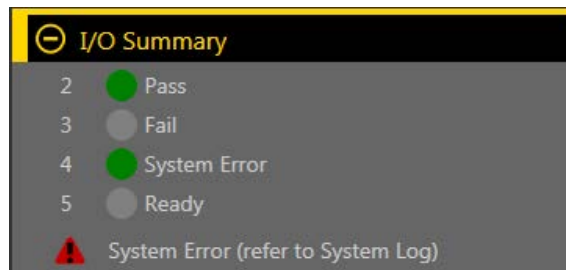 I/O Summary
2 Pass
3 Fail
4 System Error
5 Ready
System Error (refer to System Log)